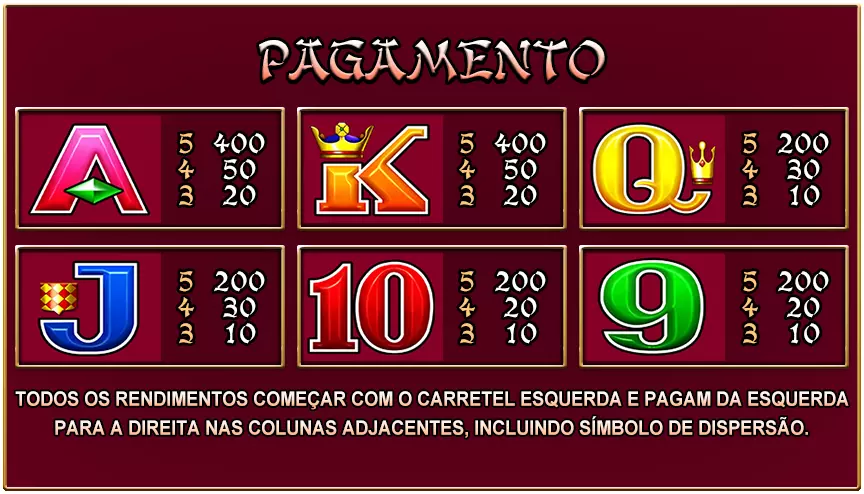 PAGAMENTO
A 5 400 K 5 400 Q 5 200
4 50 4 50 4 30
3 20 3 20 3 10
J 5 200 10 5 200 9 5 200
4 30 4 20 4 20
3 10 3 10 3 10
TODOS OS RENDIMENTOS COMEÇAR COM O CARRETEL ESQUERDA E PAGAM DA ESQUERDA
PARA A DIREITA NAS COLUNAS ADJACENTES, INCLUINDO SÍMBOLO DE DISPERSÃO.